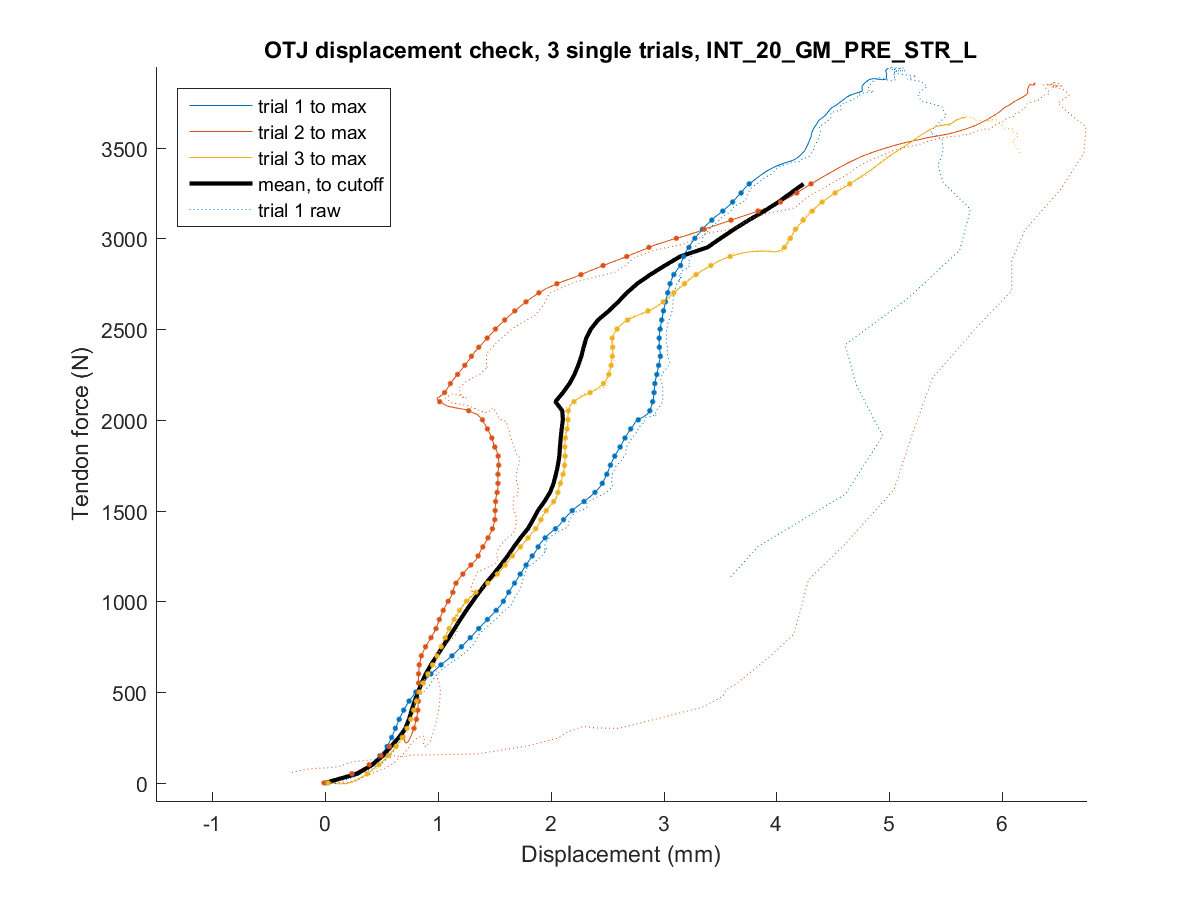 OTJ displacement check, 3 single trials, INT_20_GM_PRE_STR_L
trial 1 to max
trial 2 to max
trial 3 to max
mean, to cutoff
trial 1 raw
Tendon force (N)
3500
3000
2500
2000
1500
1000
500
0
-1 0 1 2 3 4 5 6
Displacement (mm)